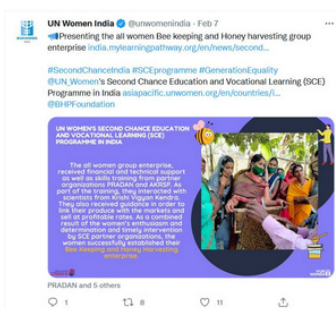 UN Women India @unwomenindia · Feb 7
Presenting the all women Bee keeping and Honey harvesting group
enterprise india.mylearningpathway.org/en/news/second...
#SecondChanceIndia #SCEprogramme #GenerationEquality
@UN_Women's Second Chance Education and Vocational Learning (SCE)
Programme in India asiapacific.unwomen.org/en/countries/i...
@BHPFoundation
UN WOMEN'S SECOND CHANCE EDUCATION
AND VOCATIONAL LEARNING (SCE)
PROGRAMME IN INDIA
The all women group enterprise,
received financial and technical support
as well as skills training from partner
organizations PRADAN and AKRSP. As
part of the training, they interacted with
scientists from Krishi Vigyan Kendra.
They also received guidance in order to
link their produce with the markets and
sell at profitable rates. As a combined
result of the women's enthusiasm and
determination and timely intervention
by SCE partner organizations, the
women successfully established their
Bee Keeping and Honey Harvesting
enterprise.
PRADAN and 5 others
1 8 11